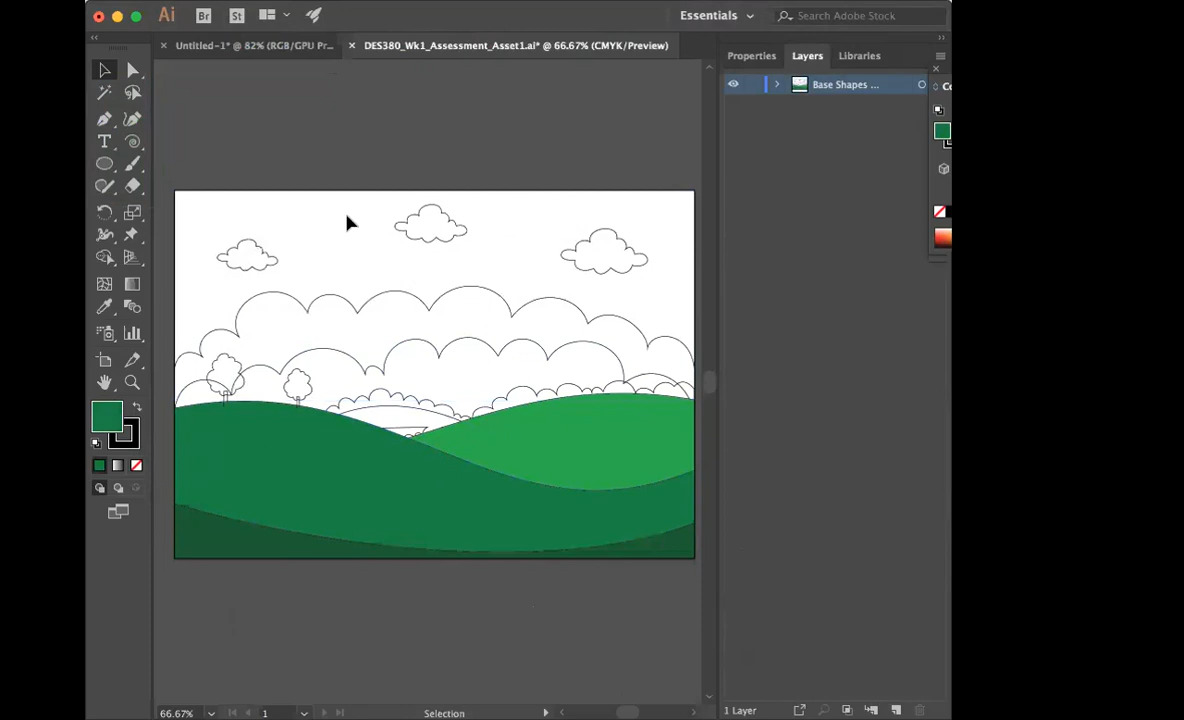 Ai Br St Essentials Search Adobe Stock
Untitled-1* @ 82% (RGB/GPU Pr... DES380_Wk1_Assessment_Asset1.ai* @ 66.67% (CMYK/Preview)
Properties Layers Libraries
Base Shapes ...
Co
T
66.67% 1 Selection
1 Layer